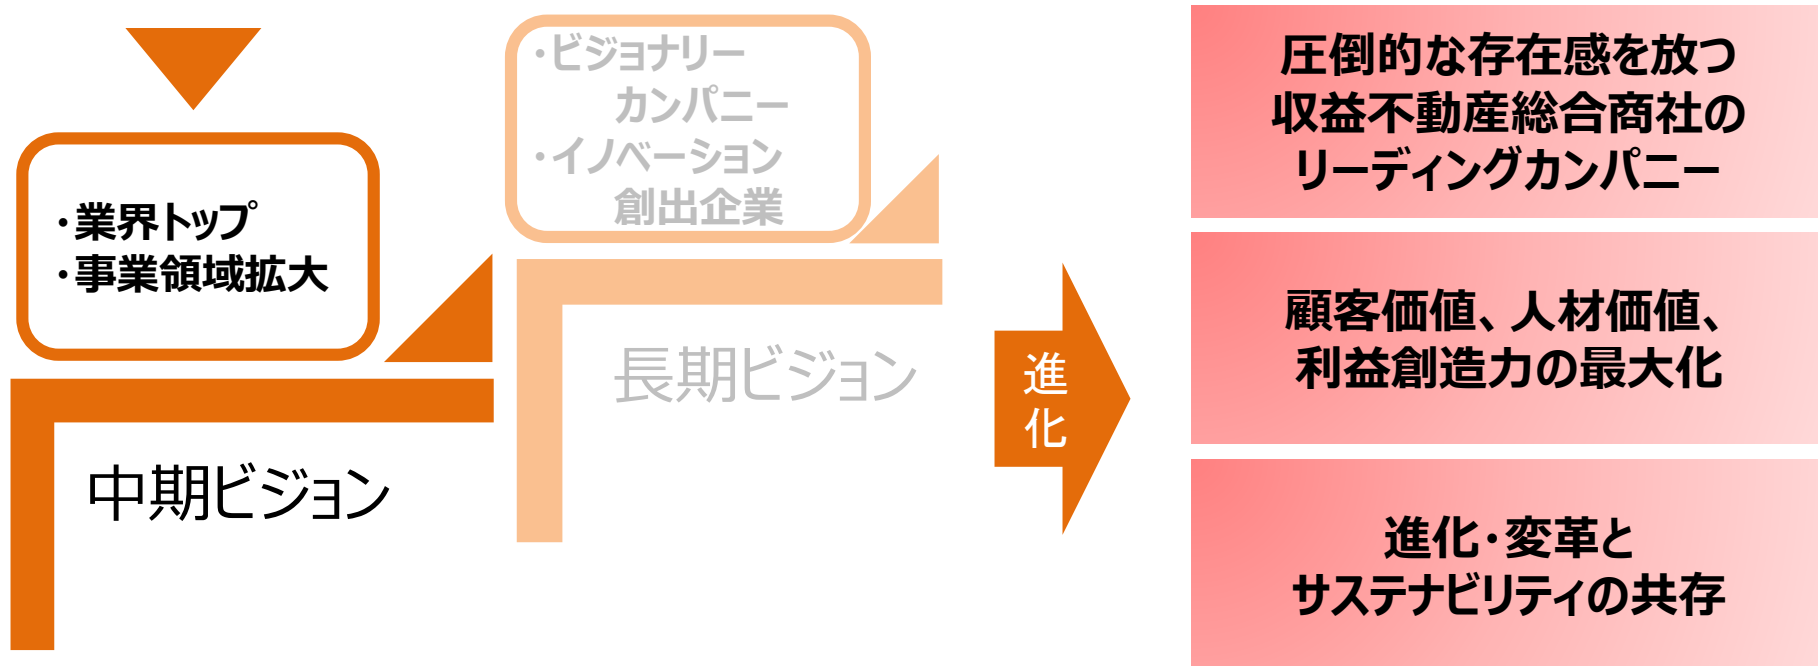 ・業界トップ
・事業領域拡大
中期ビジョン
・ビジョナリー
カンパニー
・イノベーション
創出企業
長期ビジョン
進
化
圧倒的な存在感を放つ
収益不動産総合商社の
リーディングカンパニー
顧客価値、人材価値、
利益創造力の最大化
進化・変革と
サステナビリティの共存